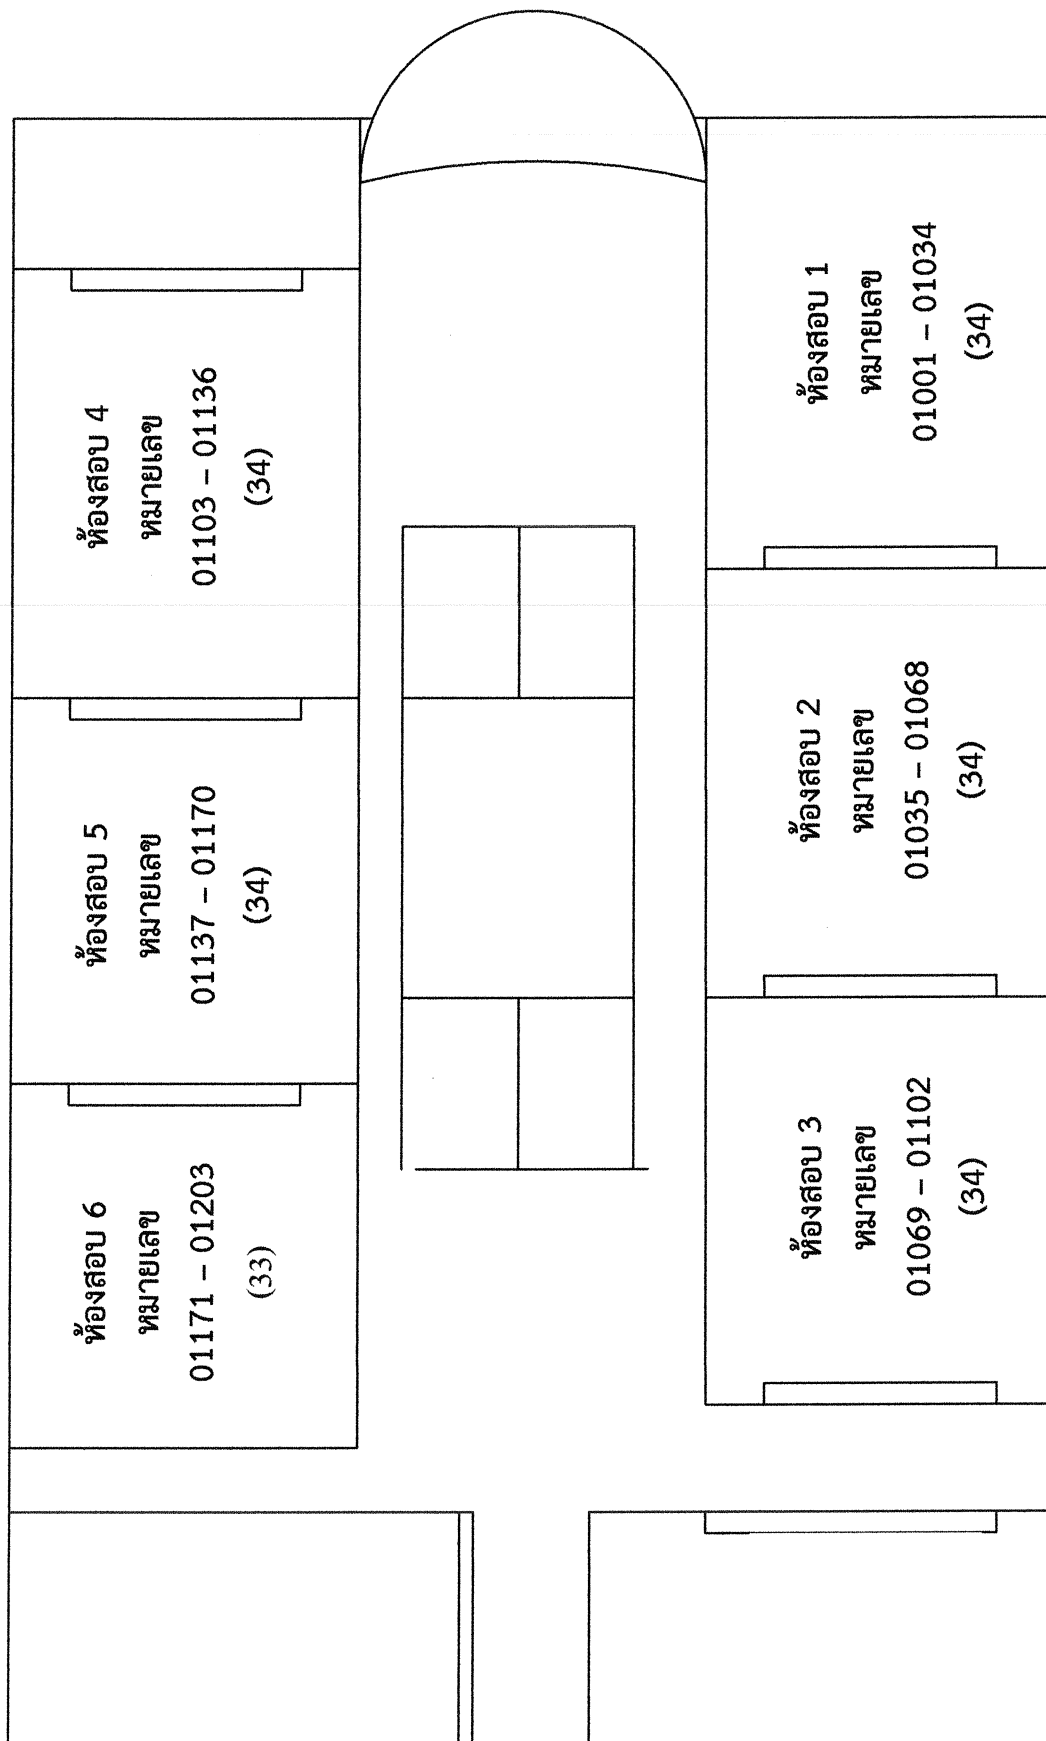 ห้องสอบ 1
หมายเลข
01001 – 01034
(34)
ห้องสอบ 2
หมายเลข
01035 – 01068
(34)
ห้องสอบ 3
หมายเลข
01069 – 01102
(34)
ห้องสอบ 4
หมายเลข
01103 – 01136
(34)
ห้องสอบ 5
หมายเลข
01137 – 01170
(34)
ห้องสอบ 6
หมายเลข
01171 – 01203
(33)